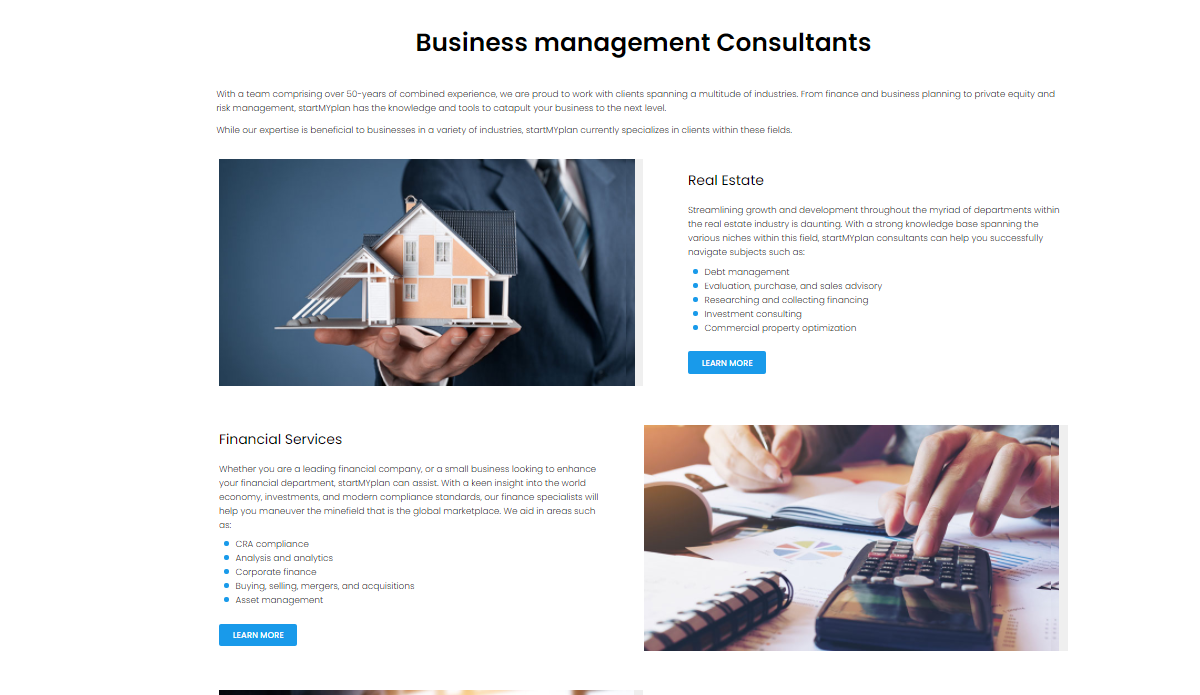 Business management Consultants
With a team comprising over 50-years of combined experience, we are proud to work with clients spanning a multitude of industries. From finance and business planning to private equity and
risk management, startMYplan has the knowledge and tools to catapult your business to the next level.
While our expertise is beneficial to businesses in a variety of industries, startMYplan currently specializes in clients within these fields.
Real Estate
Streamlining growth and development throughout the myriad of departments within
the real estate industry is daunting. With a strong knowledge base spanning the
various niches within this field, startMYplan consultants can help you successfully
navigate subjects such as:
Debt management
Evaluation, purchase, and sales advisory
Researching and collecting financing
Investment consulting
Commercial property optimization
LEARN MORE
Financial Services
Whether you are a leading financial company, or a small business looking to enhance
your financial department, startMYplan can assist. With a keen insight into the world
economy, investments, and modern compliance standards, our finance specialists will
help you maneuver the minefield that is the global marketplace. We aid in areas such
as:
CRA compliance
Analysis and analytics
Corporate finance
Buying, selling, mergers, and acquisitions
Asset management
LEARN MORE